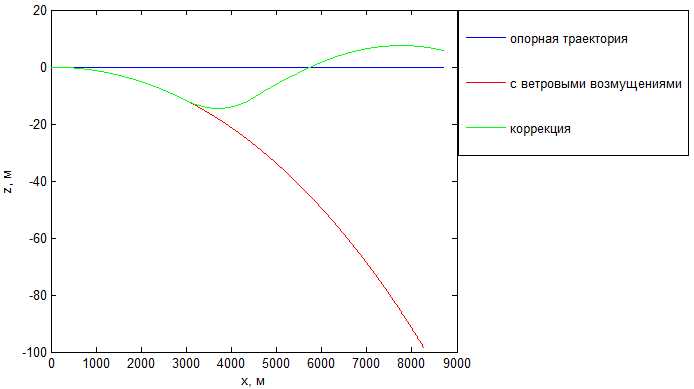 20
0
-20
-40
-60
-80
-100
z, м
0 1000 2000 3000 4000 5000 6000 7000 8000 9000
x, м
опорная траектория
с ветровыми возмущениями
коррекция